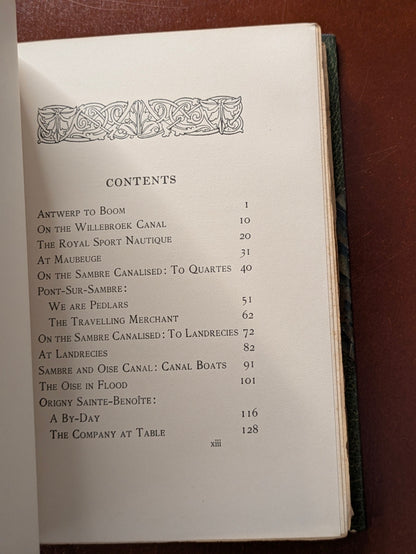 CONTENTS
ANTWERP TO BOOM 1
ON THE WILLEBROEK CANAL 10
THE ROYAL SPORT NAUTIQUE 20
AT MAUBEUGE 31
ON THE SAMBRE CANALISED: TO QUARTES 40
PONT-SUR-SAMBRE:
WE ARE PEDLARS 51
THE TRAVELLING MERCHANT 62
ON THE SAMBRE CANALISED: TO LANDRECIES 72
AT LANDRECIES 82
SAMBRE AND OISE CANAL: CANAL BOATS 91
THE OISE IN FLOOD 101
ORIGNY SAINTE-BENOÎTE:
A BY-DAY 116
THE COMPANY AT TABLE 128
xiii